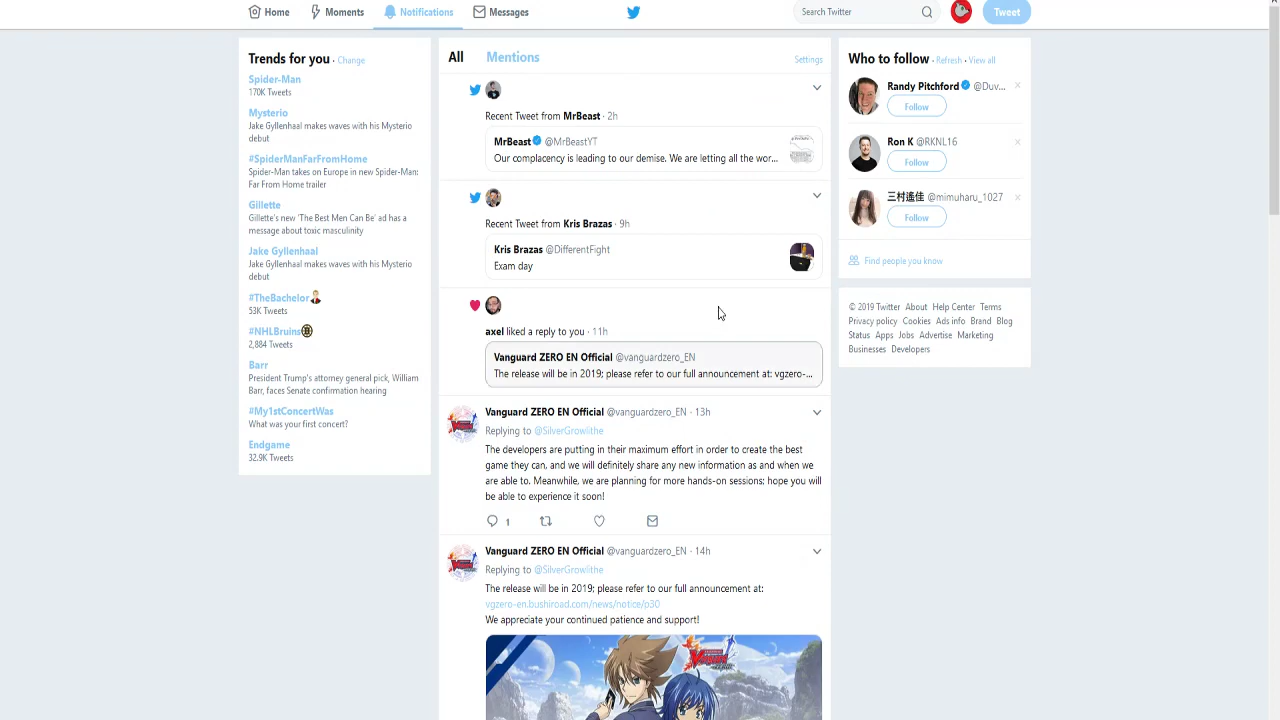 Home
Moments
Notifications
Messages
Search Twitter
Tweet
Trends for you · Change
Spider-Man
170K Tweets
Mysterio
Jake Gyllenhaal makes waves with his Mysterio
debut
#SpiderManFarFromHome
Spider-Man takes on Europe in new Spider-Man:
Far From Home trailer
Gillette
Gillette's new 'The Best Men Can Be' ad has a
message about toxic masculinity
Jake Gyllenhaal
Jake Gyllenhaal makes waves with his Mysterio
debut
#TheBachelor
53K Tweets
#NHLBruins
2,884 Tweets
Barr
President Trump's attorney general pick, William
Barr, faces Senate confirmation hearing
#My1stConcertWas
What was your first concert?
Endgame
32.9K Tweets
All
Mentions
Settings
Recent Tweet from MrBeast · 2h
MrBeast @MrBeastYT
Our complacency is leading to our demise. We are letting all the wor...
Recent Tweet from Kris Brazas · 9h
Kris Brazas @DifferentFight
Exam day
axel liked a reply to you · 11h
Vanguard ZERO EN Official @vanguardzero_EN
The release will be in 2019; please refer to our full announcement at: vgzero-...
Vanguard ZERO EN Official @vanguardzero_EN · 13h
Replying to @SilverGrowlithe
The developers are putting in their maximum effort in order to create the best
game they can, and we will definitely share any new information as and when we
are able to. Meanwhile, we are planning for more hands-on sessions; hope you will
be able to experience it soon!
1
Vanguard ZERO EN Official @vanguardzero_EN · 14h
Replying to @SilverGrowlithe
The release will be in 2019; please refer to our full announcement at:
vgzero-en.bushiroad.com/news/notice/p30
We appreciate your continued patience and support!
Who to follow · Refresh · View all
Randy Pitchford @Duv...
Follow
Ron K @RKNL16
Follow
三村遙佳 @mimuharu_1027
Follow
Find people you know
© 2019 Twitter About Help Center Terms
Privacy policy Cookies Ads info Brand Blog
Status Apps Jobs Advertise Marketing
Businesses Developers